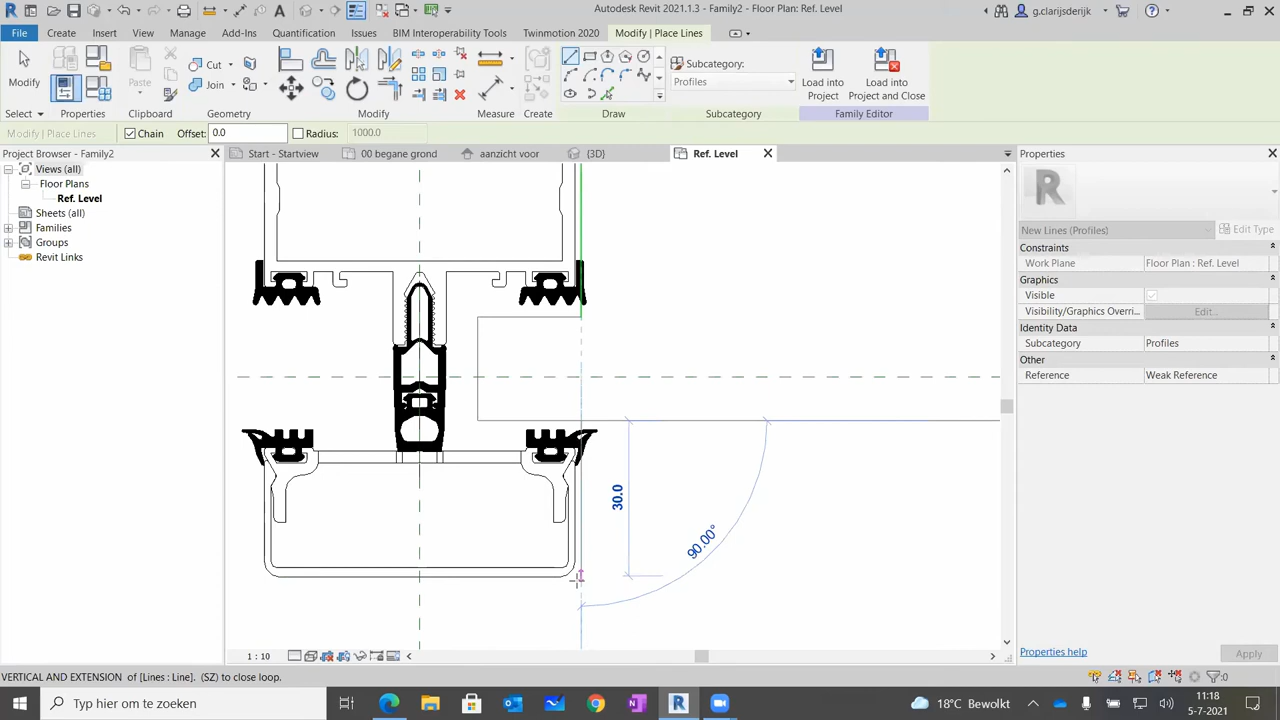 Autodesk Revit 2021.1.3 - Family2 - Floor Plan: Ref. Level
g.clarijsderijk
File Create Insert View Manage Add-Ins Quantification Issues BIM Interoperability Tools Twinmotion 2020 Modify | Place Lines
Modify
Paste
Cut
Join
Subcategory:
Profiles
Load into
Project
Load into
Project and Close
Select Properties Clipboard Geometry Modify Measure Create Draw Subcategory Family Editor
Modify | Place Lines Chain Offset: 0.0 Radius: 1000.0
Project Browser - Family2
Start - Startview 00 begane grond aanzicht voor {3D} Ref. Level
Properties
Views (all)
Floor Plans
Ref. Level
Sheets (all)
Families
Groups
Revit Links
New Lines (Profiles) Edit Type
Constraints
Work Plane Floor Plan : Ref. Level
Graphics
Visible
Visibility/Graphics Overri... Edit...
Identity Data
Subcategory Profiles
Other
Reference Weak Reference
30.0
90.00°
1 : 10
Properties help Apply
VERTICAL AND EXTENSION of [Lines : Line]. (SZ) to close loop.
:0
Typ hier om te zoeken
18°C Bewolkt
11:18
5-7-2021